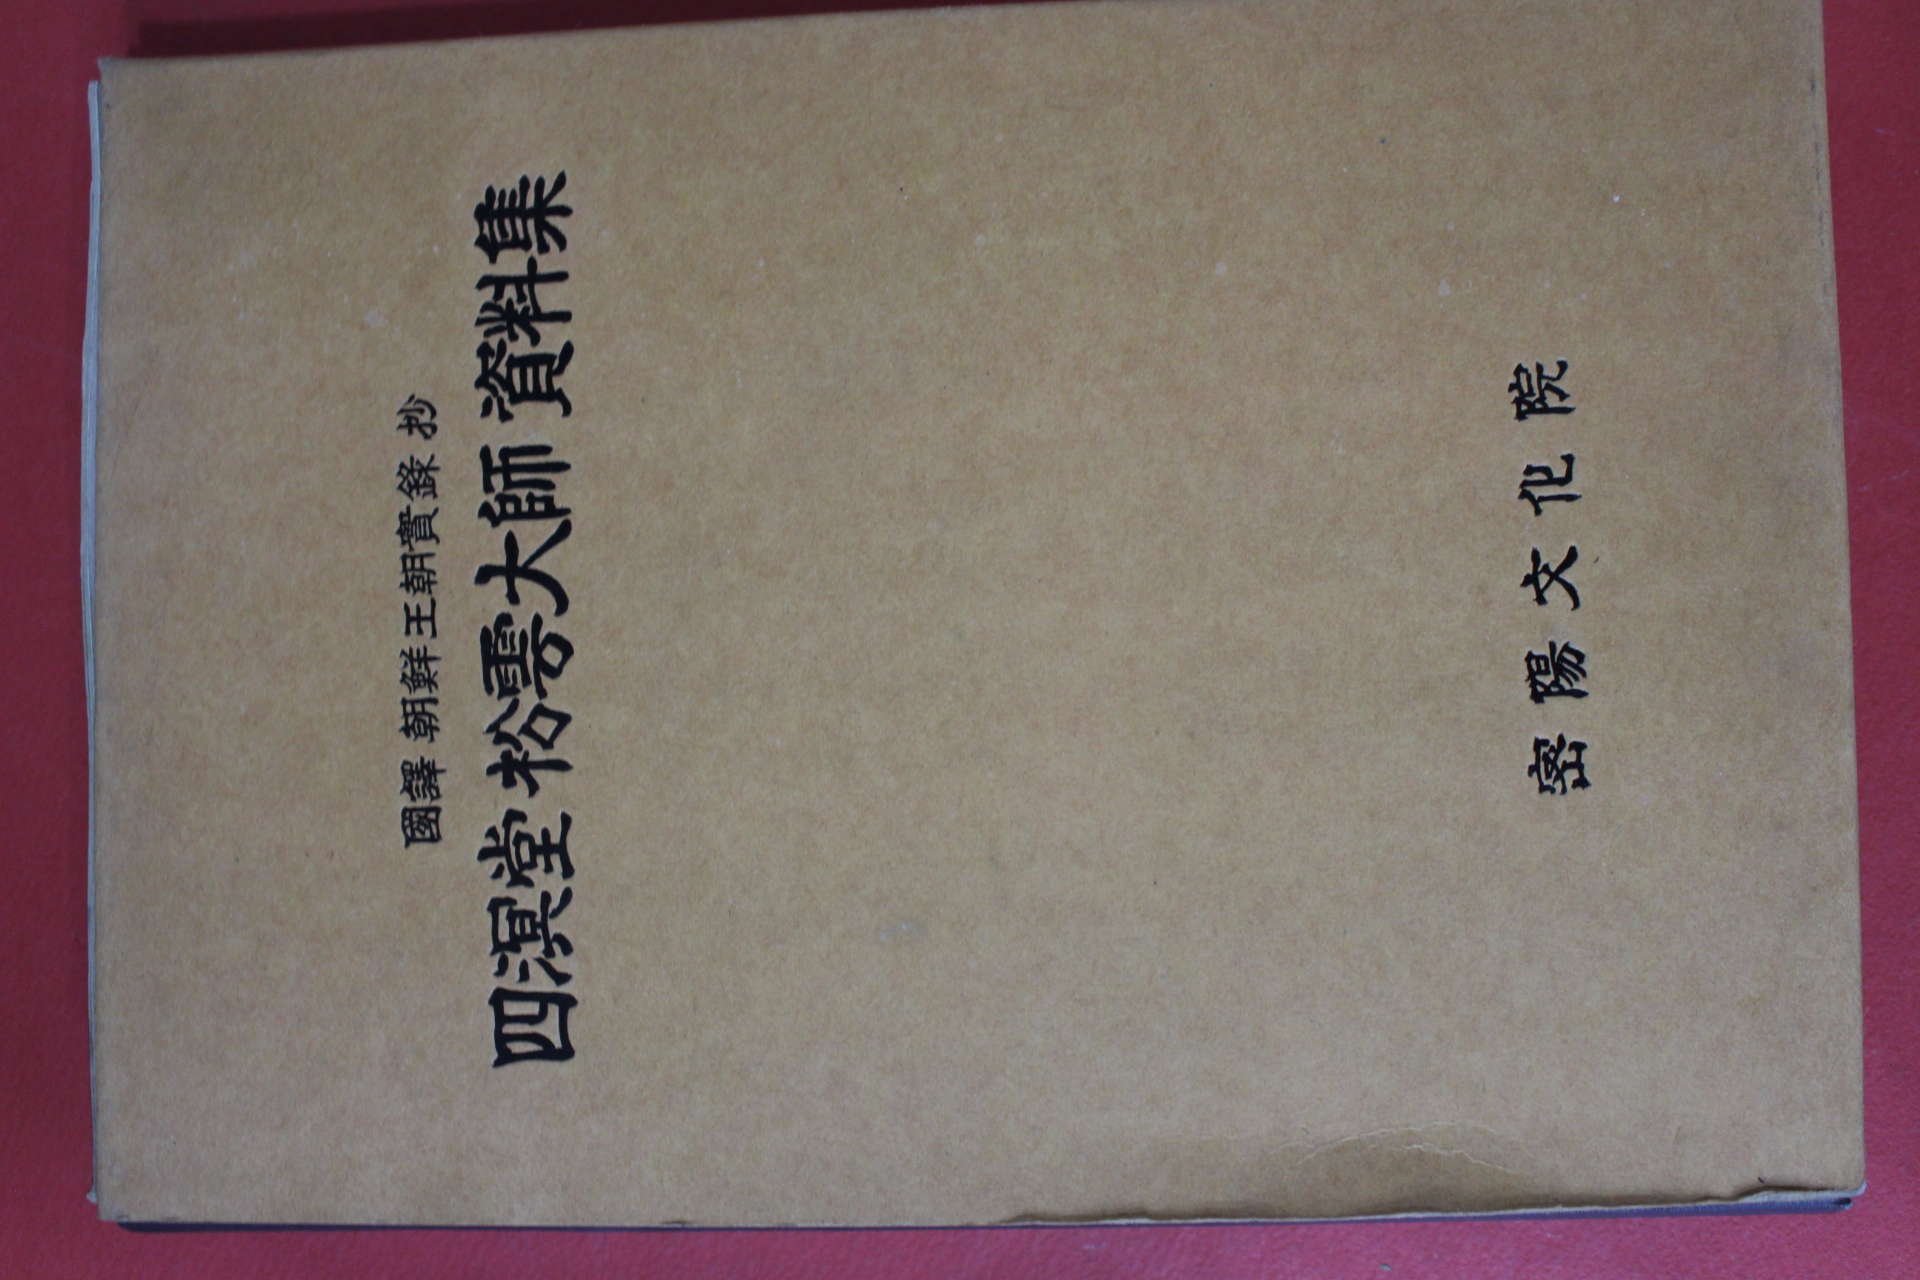 國譯 朝鮮王朝實錄 抄
四溟堂 松雲大師 資料集
密陽文化院